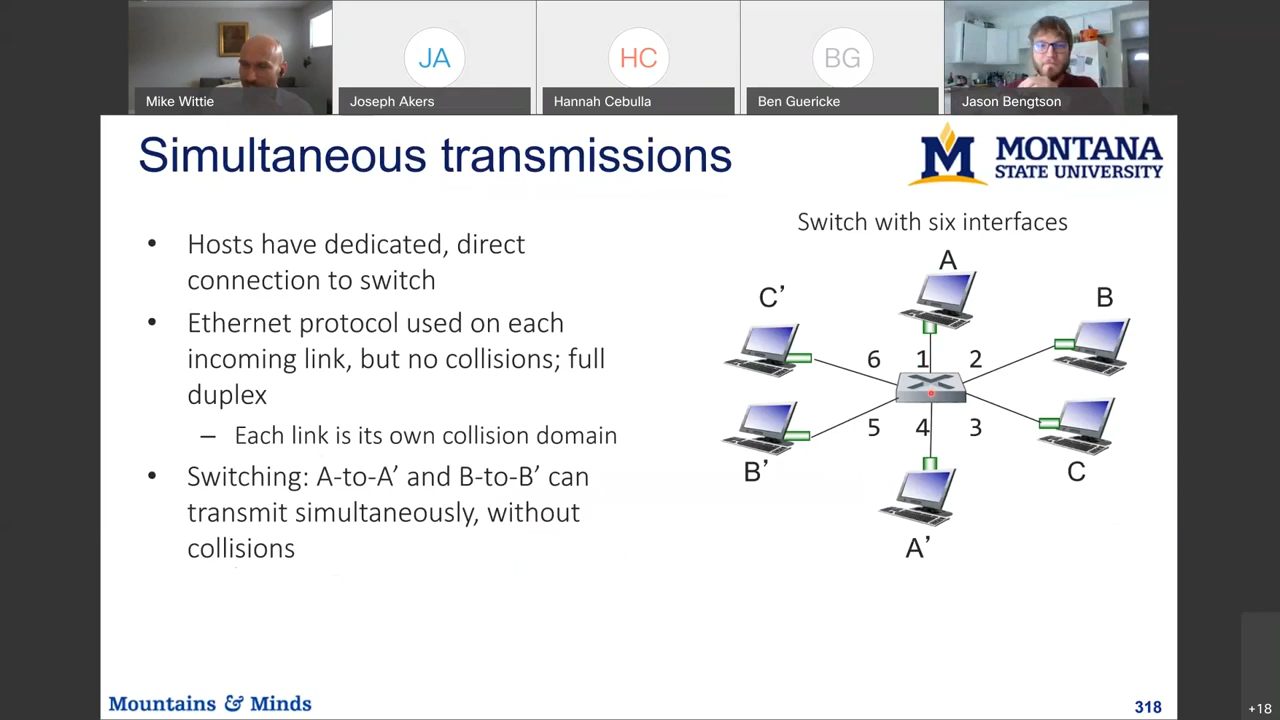 JA
HC
BG
Mike Wittie
Joseph Akers
Hannah Cebulla
Ben Guericke
Jason Bengtson
Simultaneous transmissions
M
MONTANA
STATE UNIVERSITY
• Hosts have dedicated, direct
connection to switch
• Ethernet protocol used on each
incoming link, but no collisions; full
duplex
– Each link is its own collision domain
• Switching: A-to-A’ and B-to-B’ can
transmit simultaneously, without
collisions
Switch with six interfaces
A
C’
B
6 1 2
5 4 3
B’
C
A’
Mountains & Minds
318
+18